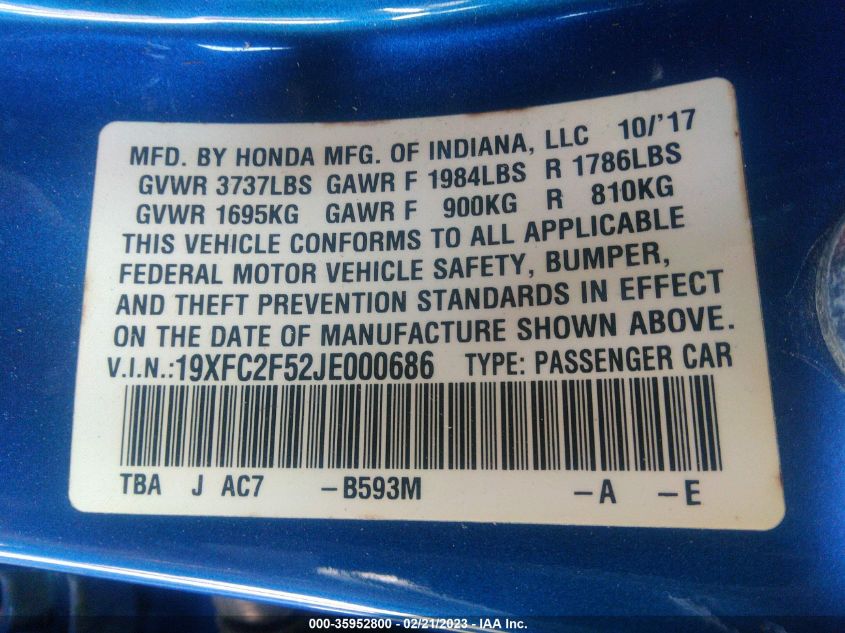 MFD. BY HONDA MFG. OF INDIANA, LLC 10/'17
GVWR 3737LBS GAWR F 1984LBS R 1786LBS
GVWR 1695KG GAWR F 900KG R 810KG
THIS VEHICLE CONFORMS TO ALL APPLICABLE
FEDERAL MOTOR VEHICLE SAFETY, BUMPER,
AND THEFT PREVENTION STANDARDS IN EFFECT
ON THE DATE OF MANUFACTURE SHOWN ABOVE.
V.I.N.:19XFC2F52JE000686 TYPE: PASSENGER CAR
TBA J AC7 -B593M -A -E
000-35952800 - 02/21/2023 - IAA Inc.